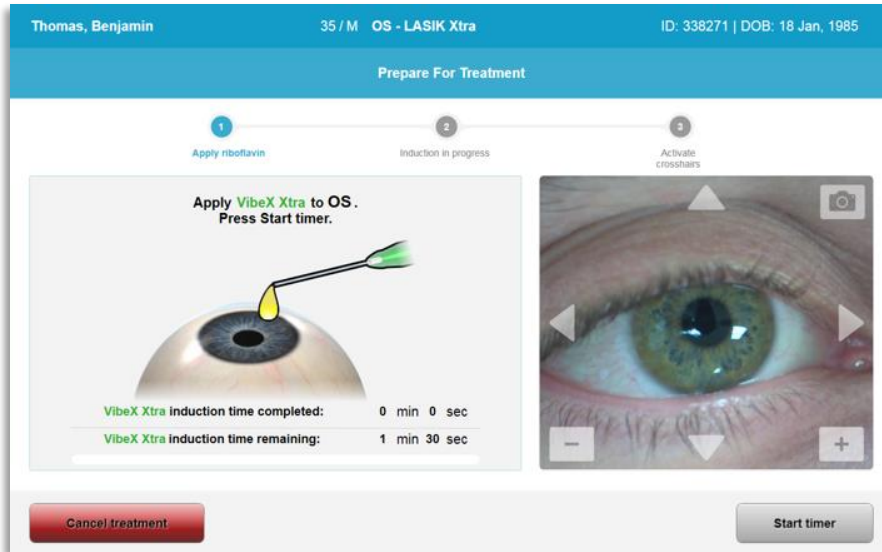 Thomas, Benjamin 35 / M OS - LASIK Xtra ID: 338271 | DOB: 18 Jan, 1985
Prepare For Treatment
1 2 3
Apply riboflavin Induction in progress Activate
crosshairs
Apply VibeX Xtra to OS.
Press Start timer.
VibeX Xtra induction time completed: 0 min 0 sec
VibeX Xtra induction time remaining: 1 min 30 sec
Cancel treatment Start timer